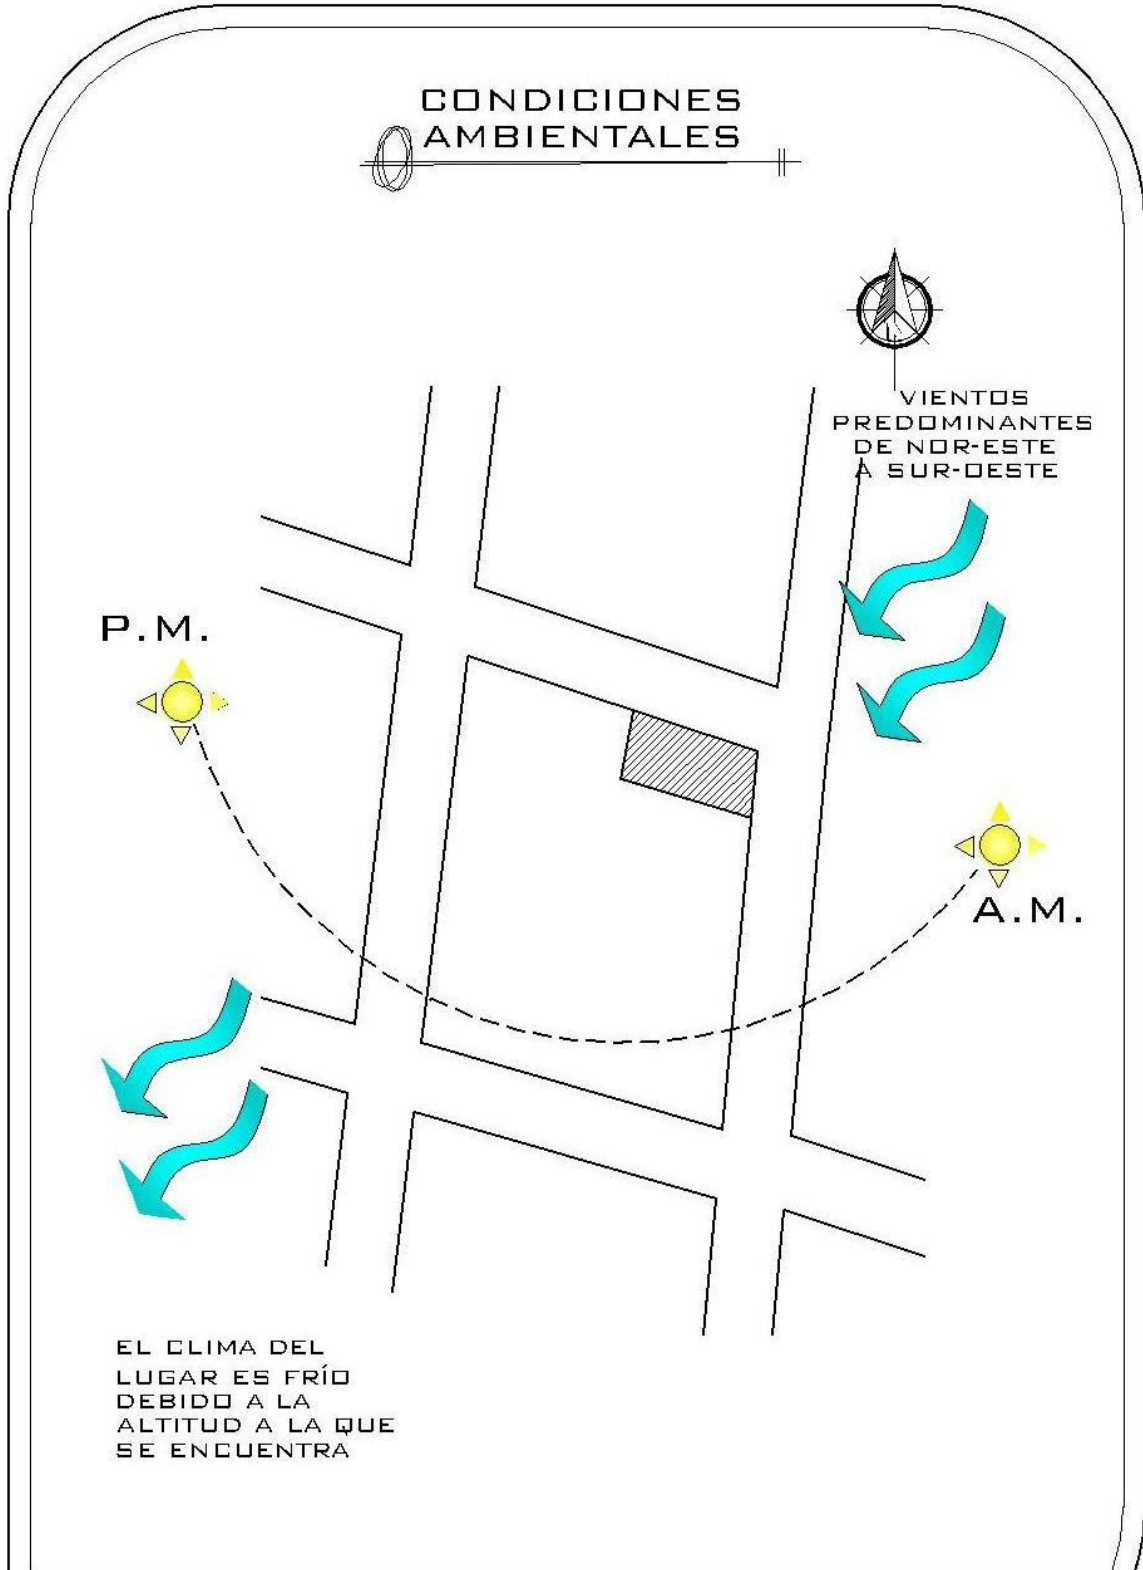 CONDICIONES
AMBIENTALES
VIENTOS
PREDOMINANTES
DE NOR-ESTE
A SUR-OESTE
P.M.
A.M.
EL CLIMA DEL
LUGAR ES FRÍO
DEBIDO A LA
ALTITUD A LA QUE
SE ENCUENTRA